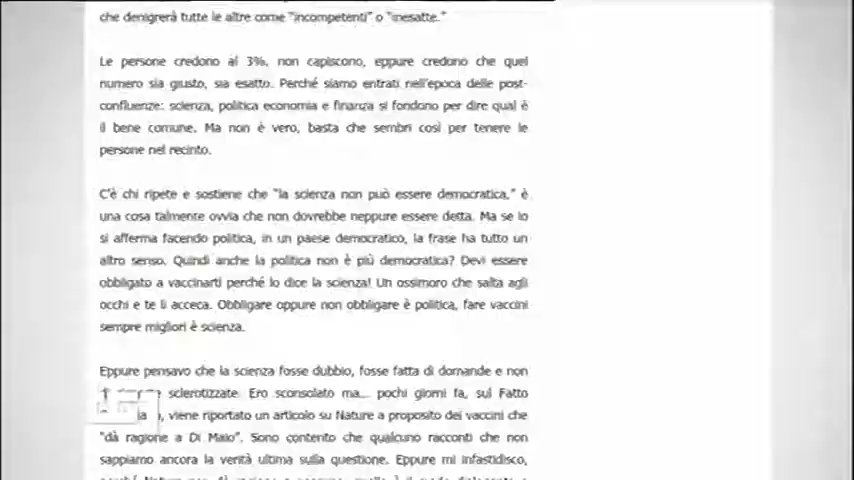 che denigrerà tutte le altre come "incompetenti" o "inesatte."
Le persone credono al 3%, non capiscono, eppure credono che quel
numero sia giusto, sia esatto. Perché siamo entrati nell'epoca delle post-
confluenze: scienza, politica economia e finanza si fondono per dire qual è
il bene comune. Ma non è vero, basta che sembri così per tenere le
persone nel recinto.
C'è chi ripete e sostiene che "la scienza non può essere democratica," è
una cosa talmente ovvia che non dovrebbe neppure essere detta. Ma se lo
si afferma facendo politica, in un paese democratico, la frase ha tutto un
altro senso. Quindi anche la politica non è più democratica? Devi essere
obbligato a vaccinarti perché lo dice la scienza! Un ossimoro che salta agli
occhi e te li acceca. Obbligare oppure non obbligare è politica, fare vaccini
sempre migliori è scienza.
Eppure pensavo che la scienza fosse dubbio, fosse fatta di domande e non
sclerotizzate. Ero sconsolato ma... pochi giorni fa, sul Fatto
viene riportato un articolo su Nature a proposito dei vaccini che
"dà ragione a Di Maio". Sono contento che qualcuno racconti che non
sappiamo ancora la verità ultima sulla questione. Eppure mi infastidisco,